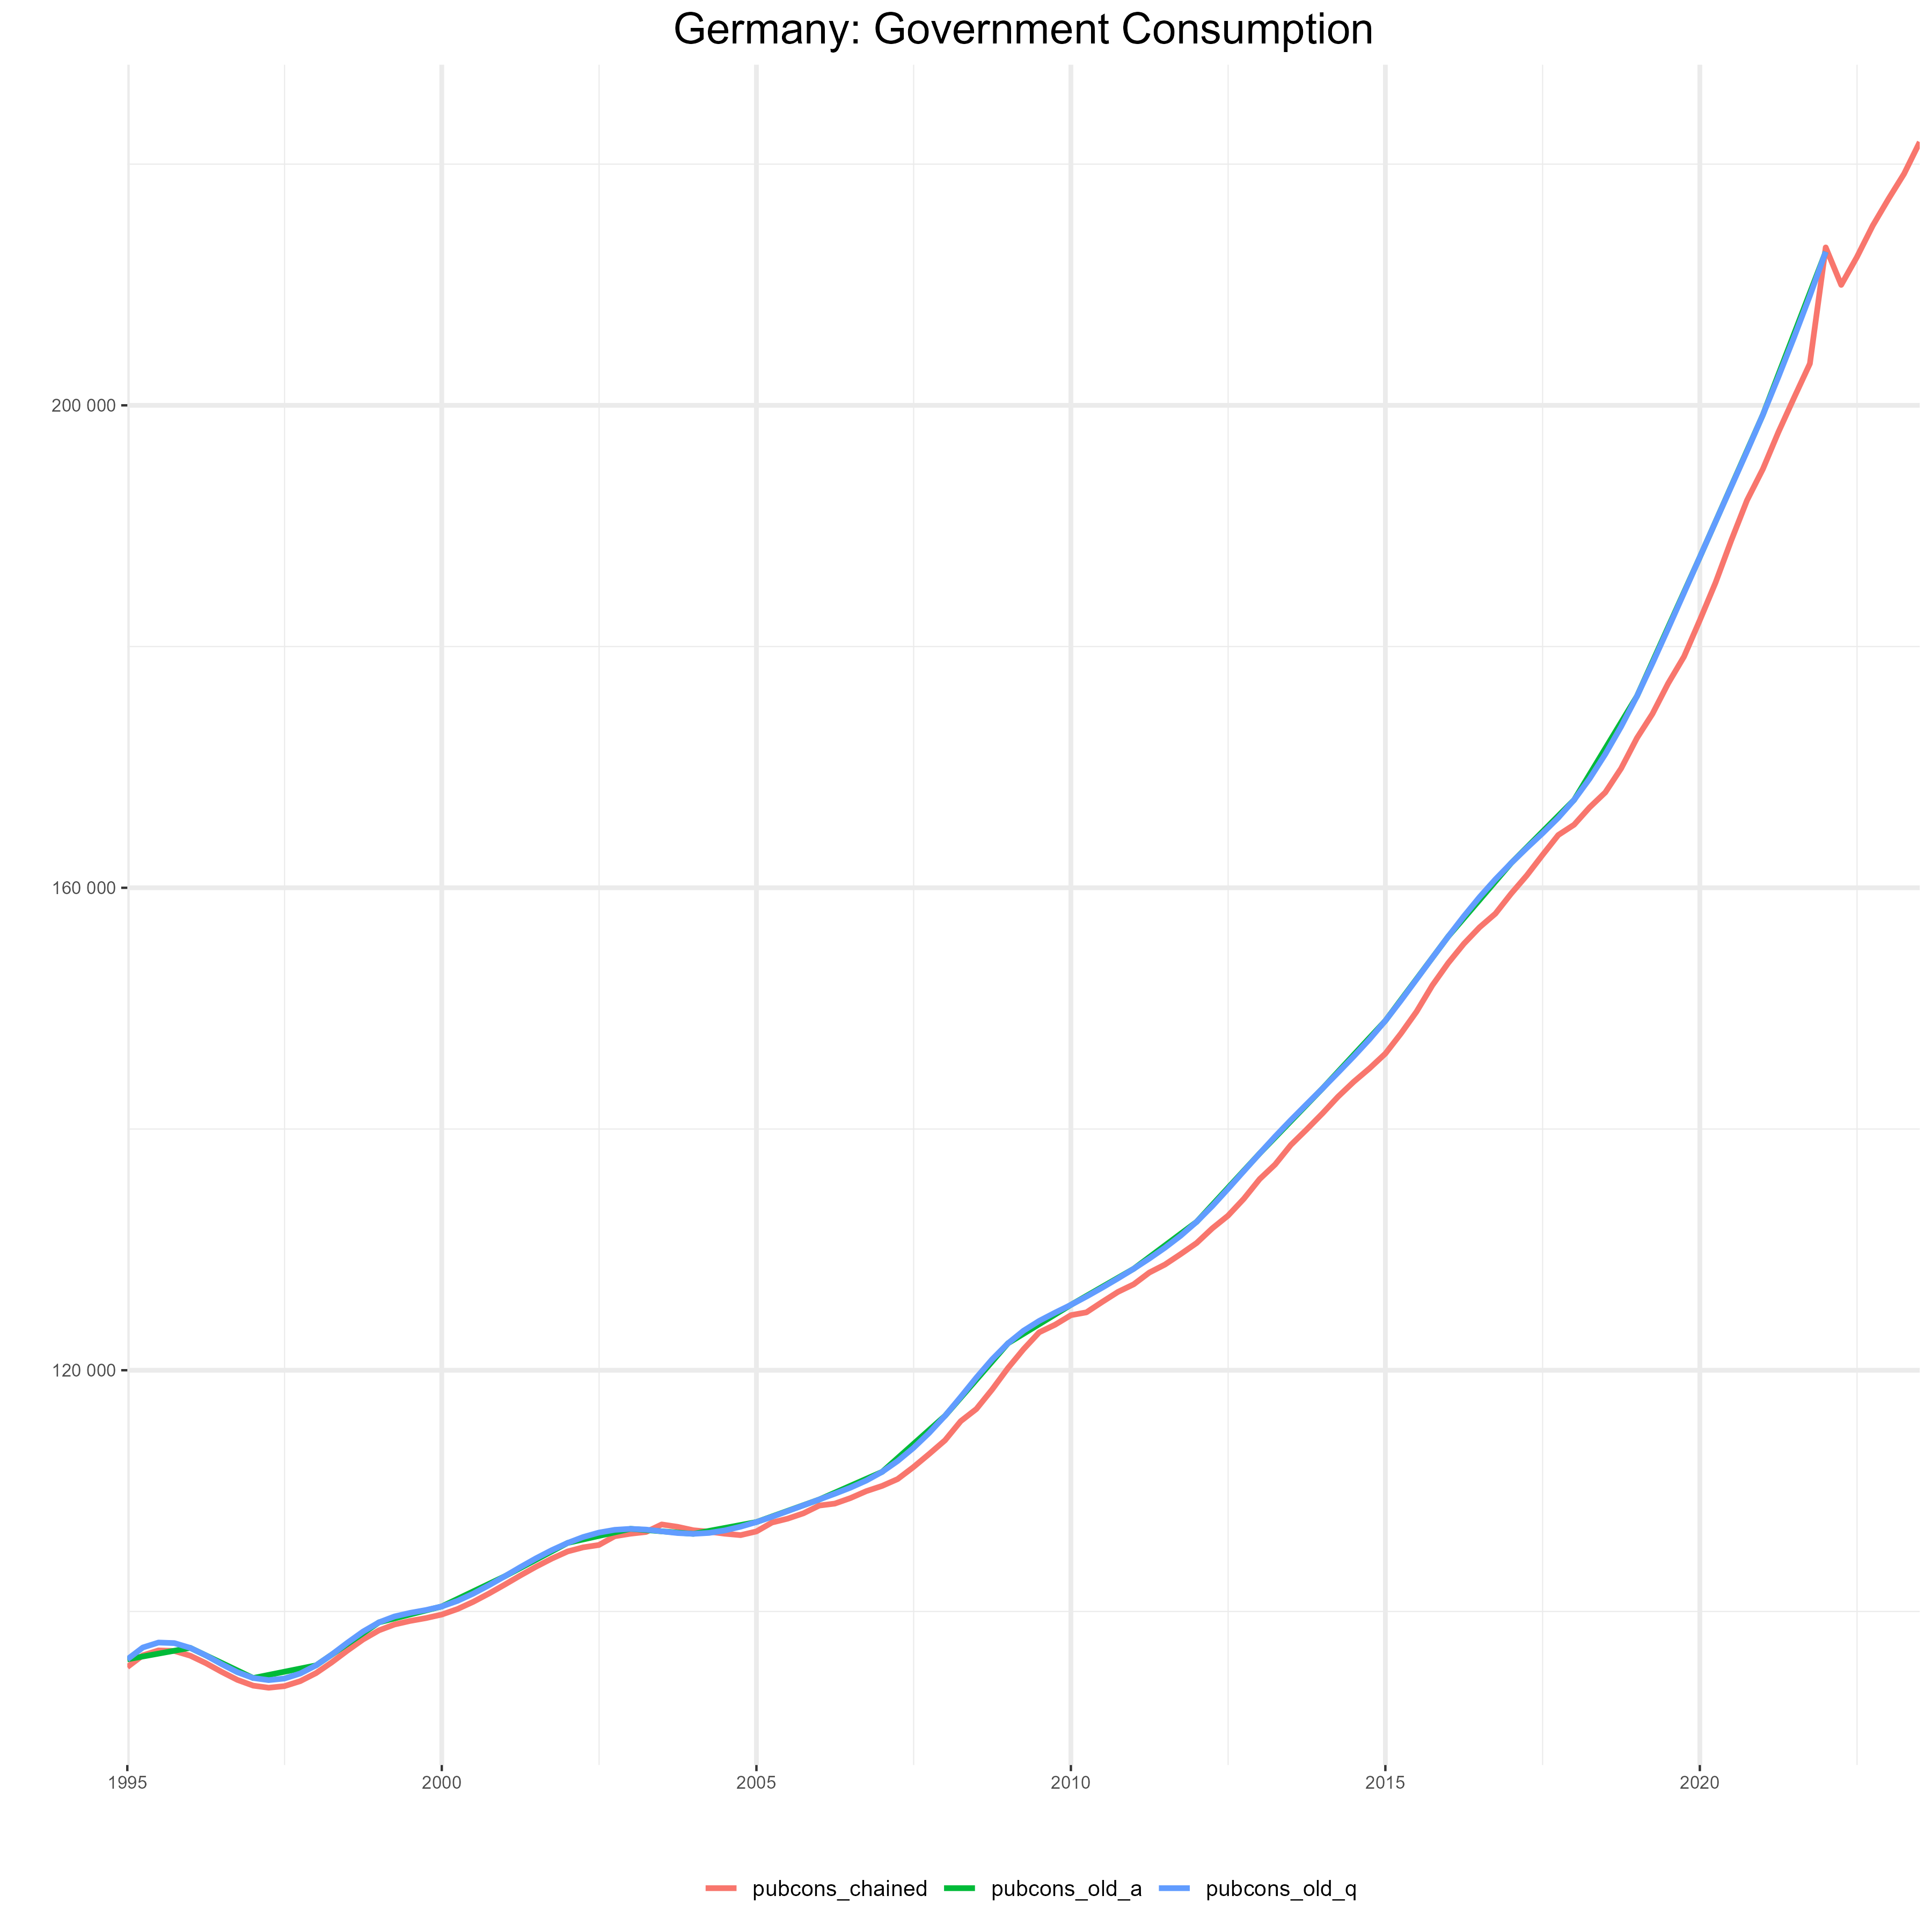 Germany: Government Consumption
200 000
160 000
120 000
1995 2000 2005 2010 2015 2020
pubcons_chained pubcons_old_a pubcons_old_q